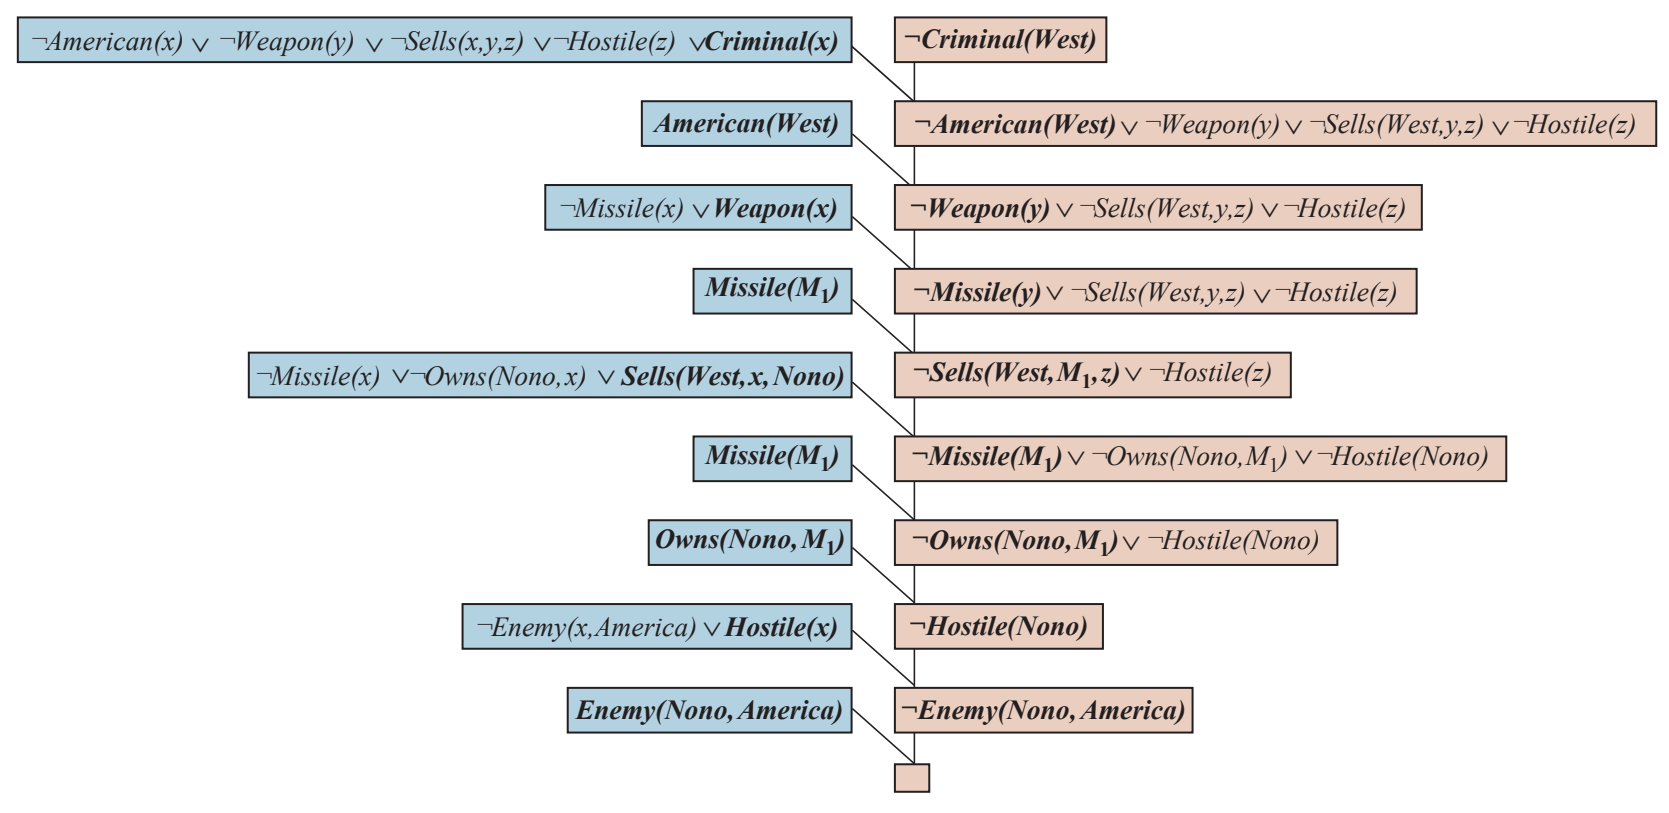 ¬American(x) ∨ ¬Weapon(y) ∨ ¬Sells(x,y,z) ∨ ¬Hostile(z) ∨ Criminal(x) ¬Criminal(West)
American(West) ¬American(West) ∨ ¬Weapon(y) ∨ ¬Sells(West,y,z) ∨ ¬Hostile(z)
¬Missile(x) ∨ Weapon(x) ¬Weapon(y) ∨ ¬Sells(West,y,z) ∨ ¬Hostile(z)
Missile(M₁) ¬Missile(y) ∨ ¬Sells(West,y,z) ∨ ¬Hostile(z)
¬Missile(x) ∨ ¬Owns(Nono,x) ∨ Sells(West,x,Nono) ¬Sells(West,M₁,z) ∨ ¬Hostile(z)
Missile(M₁) ¬Missile(M₁) ∨ ¬Owns(Nono,M₁) ∨ ¬Hostile(Nono)
Owns(Nono,M₁) ¬Owns(Nono,M₁) ∨ ¬Hostile(Nono)
¬Enemy(x,America) ∨ Hostile(x) ¬Hostile(Nono)
Enemy(Nono,America) ¬Enemy(Nono,America)